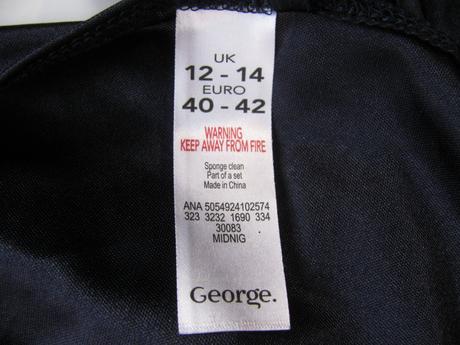 UK
12 - 14
EURO
40 - 42
WARNING
KEEP AWAY FROM FIRE
Sponge clean
Part of a set
Made in China
ANA 5054924102574
323 3232 1690 334
30083
MIDNIG
George.